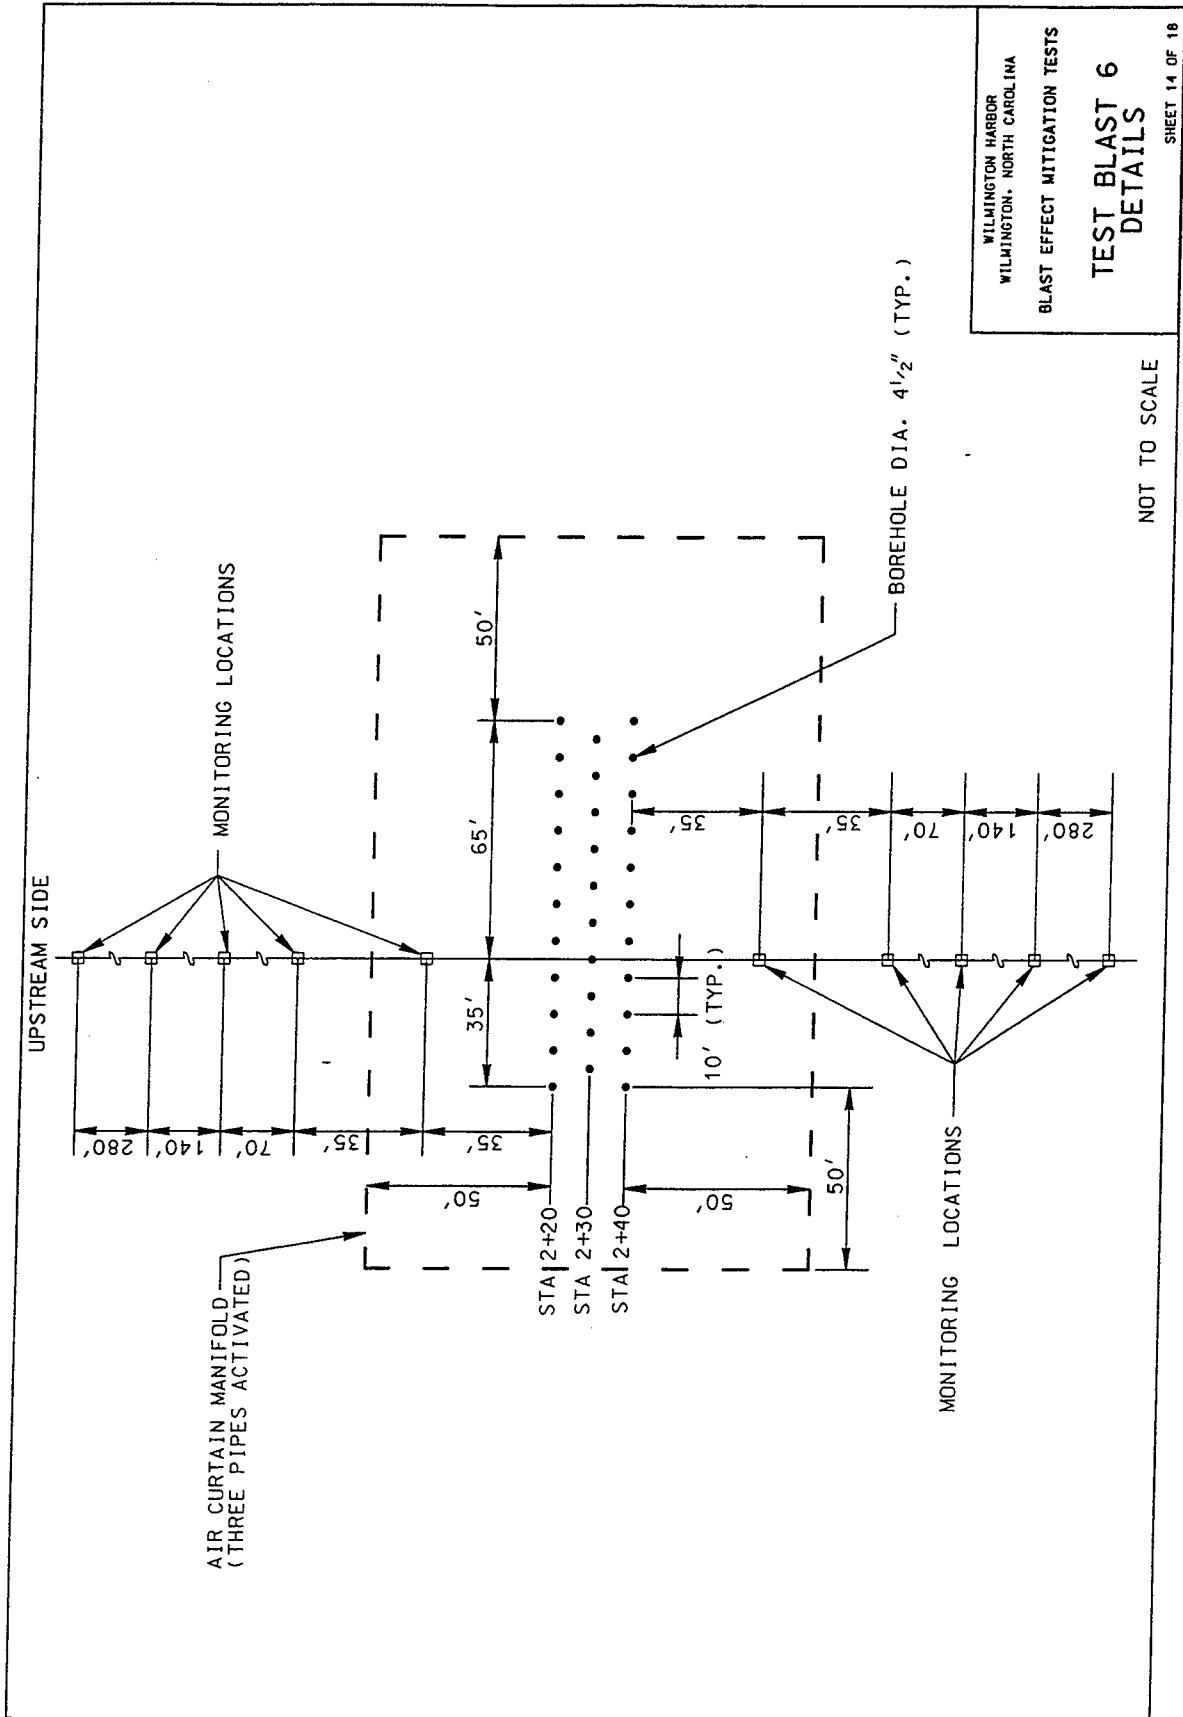 UPSTREAM SIDE
MONITORING LOCATIONS
AIR CURTAIN MANIFOLD
(THREE PIPES ACTIVATED)
280'
140'
70'
35'
35'
50'
35'
65'
50'
STA 2+20
STA 2+30
STA 2+40
10' (TYP.)
50'
50'
35'
35'
70'
140'
280'
BOREHOLE DIA. 4 1/2" (TYP.)
MONITORING LOCATIONS
NOT TO SCALE
WILMINGTON HARBOR
WILMINGTON, NORTH CAROLINA
BLAST EFFECT MITIGATION TESTS
TEST BLAST 6
DETAILS
SHEET 14 OF 18